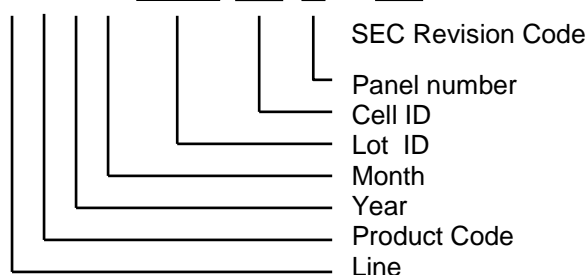 SEC Revision Code
Panel number
Cell ID
Lot ID
Month
Year
Product Code
Line